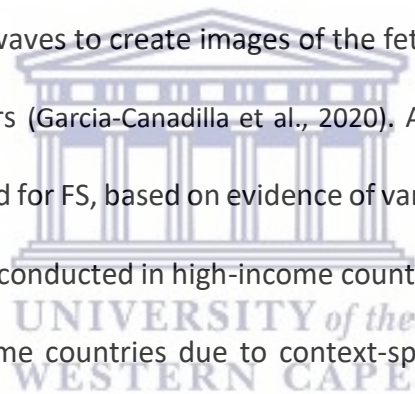 waves to create images of the fet
rs (Garcia-Canadilla et al., 2020). A
d for FS, based on evidence of var
conducted in high-income count
UNIVERSITY of the
me countries due to context-sp
WESTERN CAPE